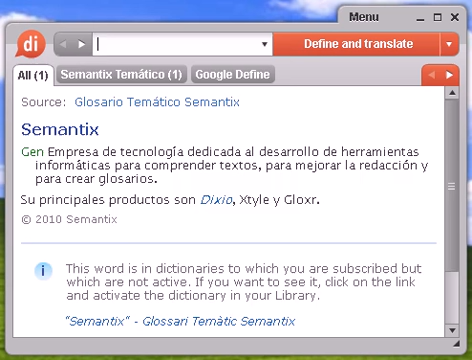 Menu
di
Define and translate
All (1)
Semantix Temático (1)
Google Define
Source: Glosario Temático Semantix
Semantix
Gen Empresa de tecnología dedicada al desarrollo de herramientas
informáticas para comprender textos, para mejorar la redacción y
para crear glosarios.
Su principales productos son Dixio, Xtyle y Gloxr.
© 2010 Semantix
i
This word is in dictionaries to which you are subscribed but
which are not active. If you want to see it, click on the link
and activate the dictionary in your Library.
"Semantix" - Glossari Temàtic Semantix